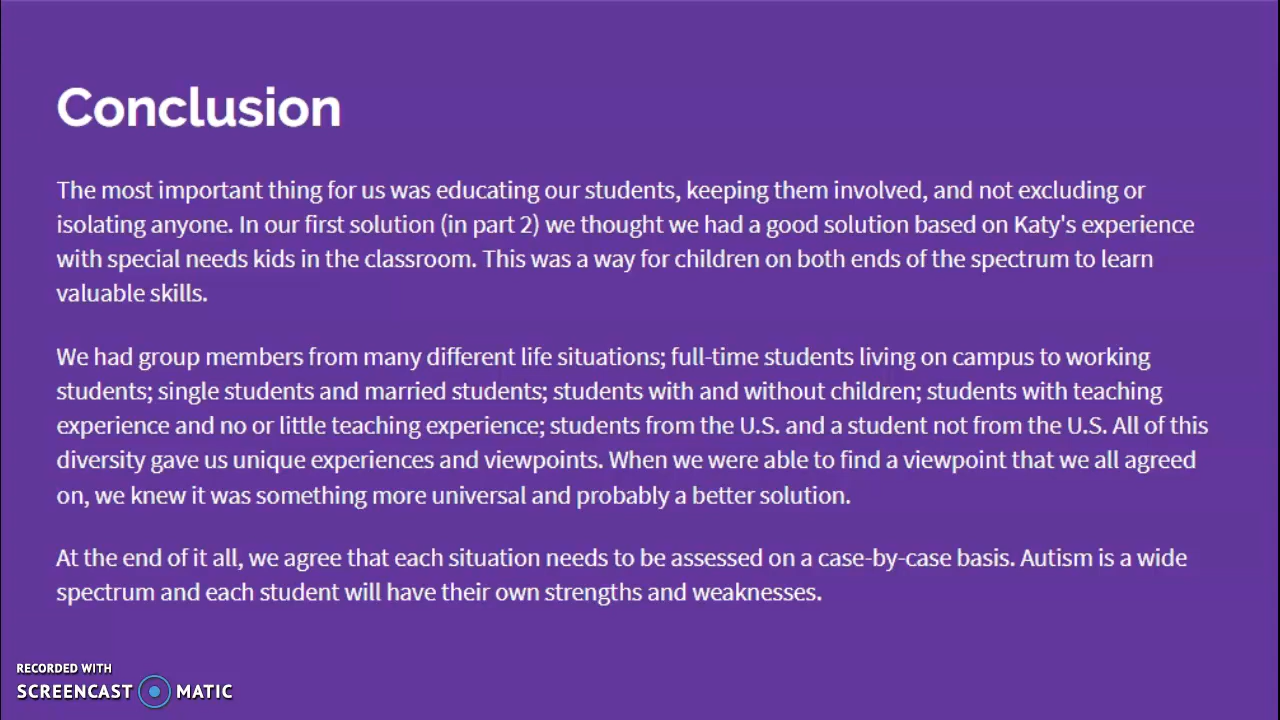 Conclusion
The most important thing for us was educating our students, keeping them involved, and not excluding or
isolating anyone. In our first solution (in part 2) we thought we had a good solution based on Katy's experience
with special needs kids in the classroom. This was a way for children on both ends of the spectrum to learn
valuable skills.
We had group members from many different life situations; full-time students living on campus to working
students; single students and married students; students with and without children; students with teaching
experience and no or little teaching experience; students from the U.S. and a student not from the U.S. All of this
diversity gave us unique experiences and viewpoints. When we were able to find a viewpoint that we all agreed
on, we knew it was something more universal and probably a better solution.
At the end of it all, we agree that each situation needs to be assessed on a case-by-case basis. Autism is a wide
spectrum and each student will have their own strengths and weaknesses.
RECORDED WITH
SCREENCAST MATIC